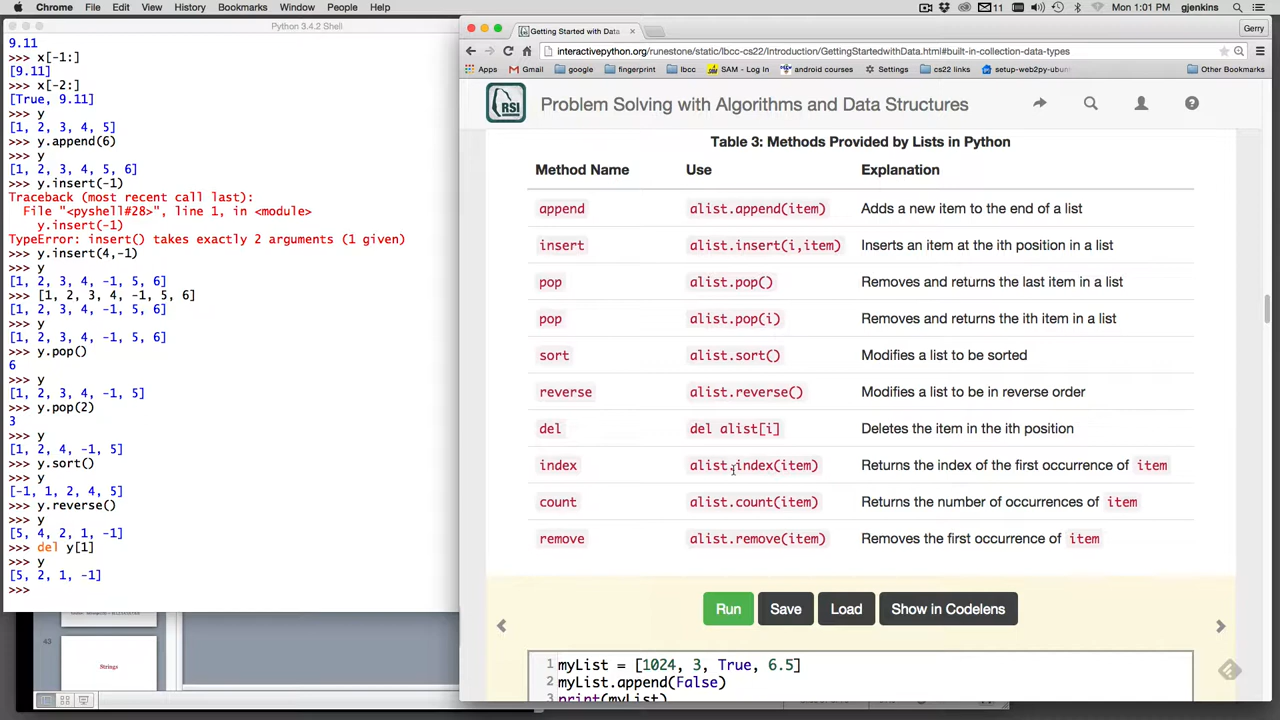 Chrome File Edit View History Bookmarks Window People Help
11
Mon 1:01 PM gjenkins
Python 3.4.2 Shell
9.11
>>> x[-1:]
[9.11]
>>> x[-2:]
[True, 9.11]
>>> y
[1, 2, 3, 4, 5]
>>> y.append(6)
>>> y
[1, 2, 3, 4, 5, 6]
>>> y.insert(-1)
Traceback (most recent call last):
File "<pyshell#28>", line 1, in <module>
y.insert(-1)
TypeError: insert() takes exactly 2 arguments (1 given)
>>> y.insert(4,-1)
>>> y
[1, 2, 3, 4, -1, 5, 6]
>>> [1, 2, 3, 4, -1, 5, 6]
[1, 2, 3, 4, -1, 5, 6]
>>> y
[1, 2, 3, 4, -1, 5, 6]
>>> y.pop()
6
>>> y
[1, 2, 3, 4, -1, 5]
>>> y.pop(2)
3
>>> y
[1, 2, 4, -1, 5]
>>> y.sort()
>>> y
[-1, 1, 2, 4, 5]
>>> y.reverse()
>>> y
[5, 4, 2, 1, -1]
>>> del y[1]
>>> y
[5, 2, 1, -1]
>>>
43
Strings
Getting Started with Data
Gerry
interactivepython.org/runestone/static/lbcc-cs22/Introduction/GettingStartedwithData.html#built-in-collection-data-types
Apps Gmail google fingerprint lbcc SAM - Log In android courses Settings cs22 links setup-web2py-ubun Other Bookmarks
RSI
Problem Solving with Algorithms and Data Structures
Table 3: Methods Provided by Lists in Python
Method Name Use Explanation
append alist.append(item) Adds a new item to the end of a list
insert alist.insert(i,item) Inserts an item at the ith position in a list
pop alist.pop() Removes and returns the last item in a list
pop alist.pop(i) Removes and returns the ith item in a list
sort alist.sort() Modifies a list to be sorted
reverse alist.reverse() Modifies a list to be in reverse order
del del alist[i] Deletes the item in the ith position
index alist.index(item) Returns the index of the first occurrence of item
count alist.count(item) Returns the number of occurrences of item
remove alist.remove(item) Removes the first occurrence of item
Run Save Load Show in Codelens
1 myList = [1024, 3, True, 6.5]
2 myList.append(False)
3 print(myList)